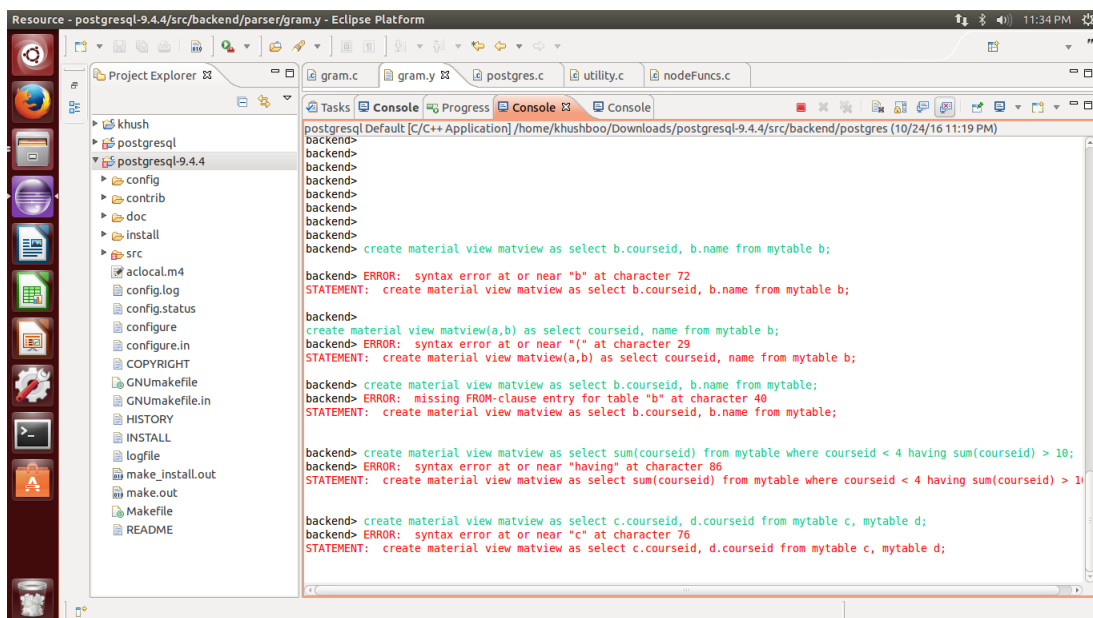 Resource - postgresql-9.4.4/src/backend/parser/gram.y - Eclipse Platform
11:34 PM
Project Explorer
gram.c
gram.y
postgres.c
utility.c
nodeFuncs.c
Tasks
Console
Progress
Console
Console
postgresql Default [C/C++ Application] /home/khushboo/Downloads/postgresql-9.4.4/src/backend/postgres (10/24/16 11:19 PM)
khush
postgresql
postgresql-9.4.4
config
contrib
doc
install
src
aclocal.m4
config.log
config.status
configure
configure.in
COPYRIGHT
GNUmakefile
GNUmakefile.in
HISTORY
INSTALL
logfile
make_install.out
make.out
Makefile
README
backend>
backend>
backend>
backend>
backend>
backend>
backend>
backend>
backend> create material view matview as select b.courseid, b.name from mytable b;
backend> ERROR:  syntax error at or near "b" at character 72
STATEMENT:  create material view matview as select b.courseid, b.name from mytable b;
backend>
create material view matview(a,b) as select courseid, name from mytable b;
backend> ERROR:  syntax error at or near "(" at character 29
STATEMENT:  create material view matview(a,b) as select courseid, name from mytable b;
backend> create material view matview as select b.courseid, b.name from mytable;
backend> ERROR:  missing FROM-clause entry for table "b" at character 40
STATEMENT:  create material view matview as select b.courseid, b.name from mytable;
backend> create material view matview as select sum(courseid) from mytable where courseid < 4 having sum(courseid) > 10;
backend> ERROR:  syntax error at or near "having" at character 86
STATEMENT:  create material view matview as select sum(courseid) from mytable where courseid < 4 having sum(courseid) > 1
backend> create material view matview as select c.courseid, d.courseid from mytable c, mytable d;
backend> ERROR:  syntax error at or near "c" at character 76
STATEMENT:  create material view matview as select c.courseid, d.courseid from mytable c, mytable d;